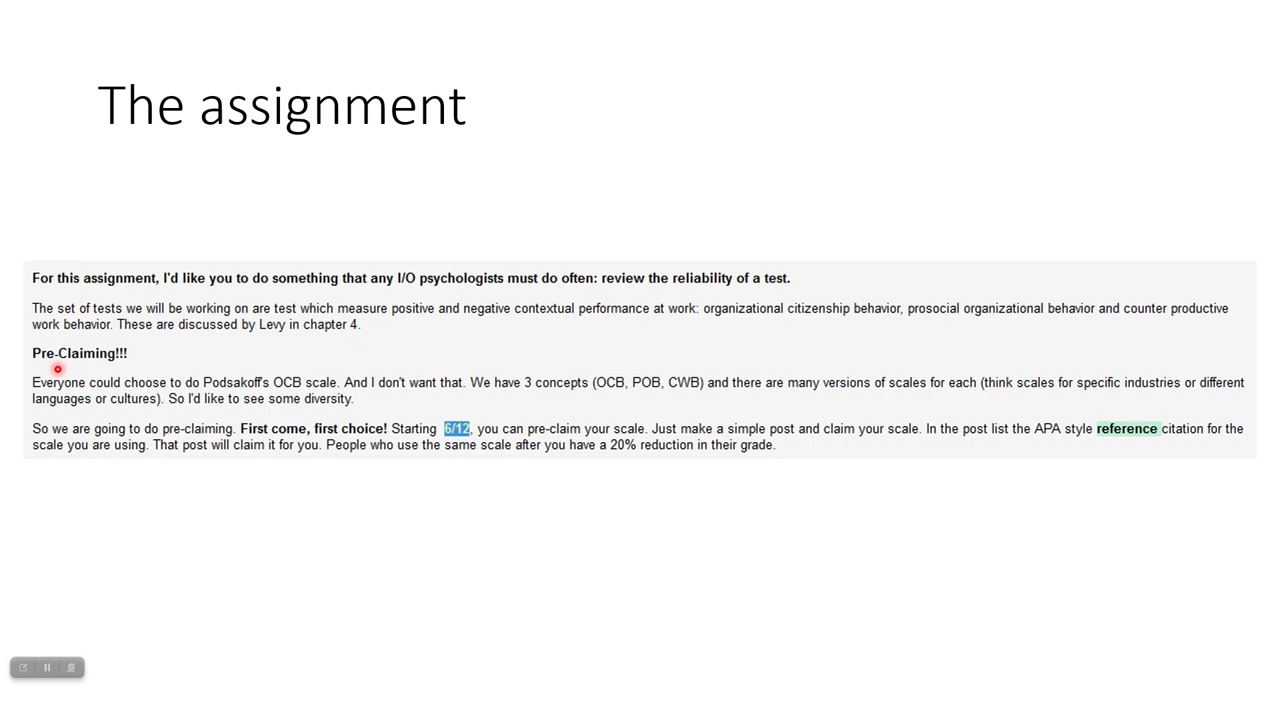 The assignment
For this assignment, I'd like you to do something that any I/O psychologists must do often: review the reliability of a test.
The set of tests we will be working on are test which measure positive and negative contextual performance at work: organizational citizenship behavior, prosocial organizational behavior and counter productive
work behavior. These are discussed by Levy in chapter 4.
Pre-Claiming!!!
Everyone could choose to do Podsakoff's OCB scale. And I don't want that. We have 3 concepts (OCB, POB, CWB) and there are many versions of scales for each (think scales for specific industries or different
languages or cultures). So I'd like to see some diversity.
So we are going to do pre-claiming. First come, first choice! Starting 6/12, you can pre-claim your scale. Just make a simple post and claim your scale. In the post list the APA style reference citation for the
scale you are using. That post will claim it for you. People who use the same scale after you have a 20% reduction in their grade.